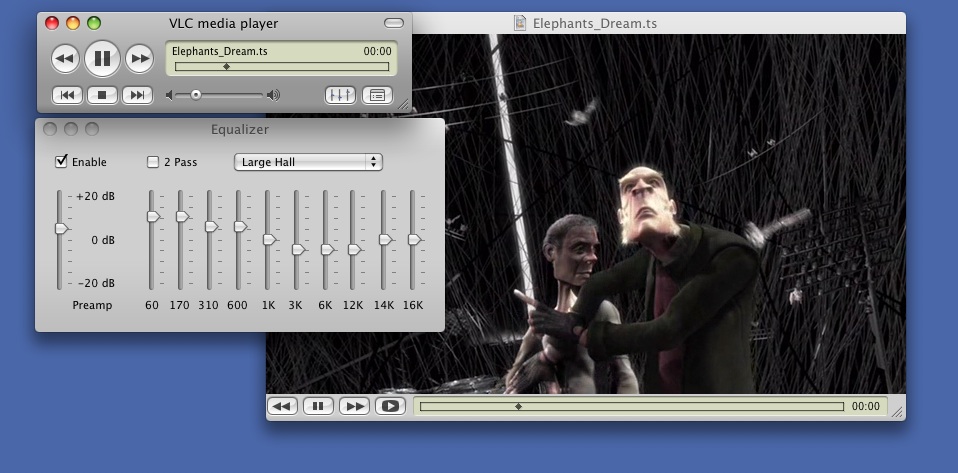 VLC media player
Elephants_Dream.ts
Elephants_Dream.ts 00:00
Equalizer
Enable 2 Pass Large Hall
+20 dB
0 dB
-20 dB
Preamp 60 170 310 600 1K 3K 6K 12K 14K 16K
00:00